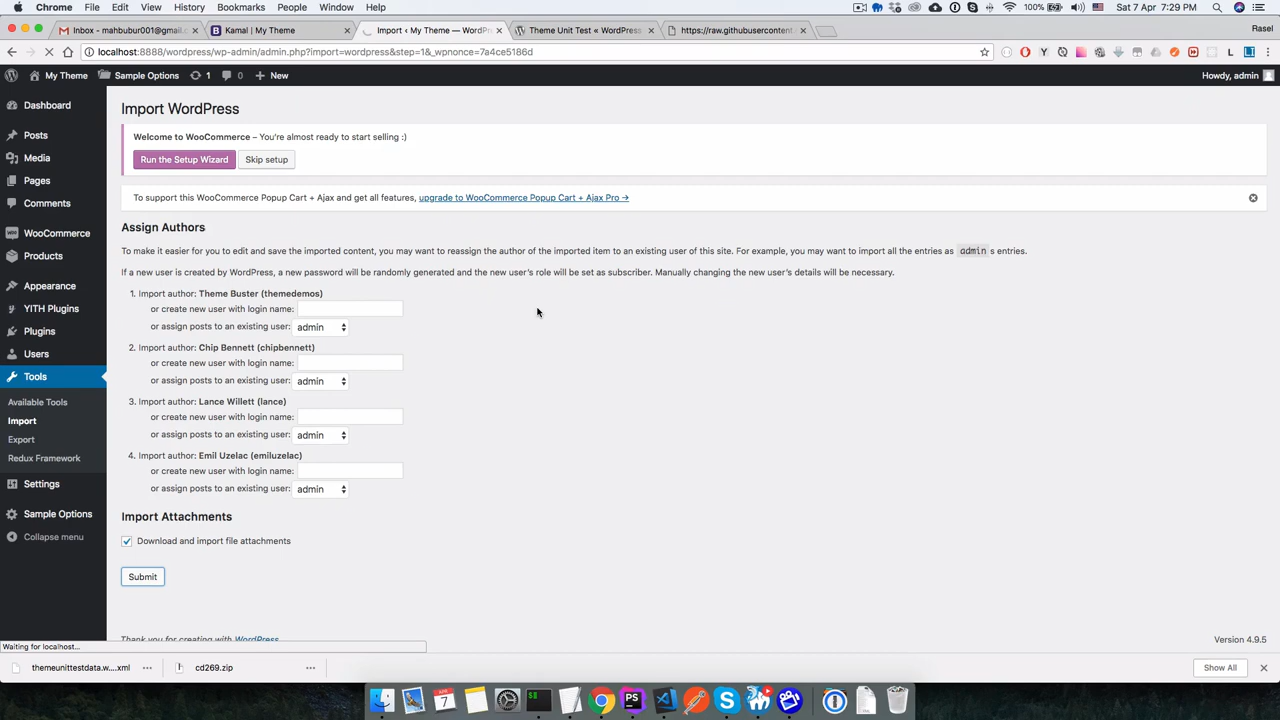 Chrome File Edit View History Bookmarks People Window Help
100% Sat 7 Apr 7:29 PM
Inbox - mahbubur001@gmail.c
Kamal | My Theme
Import ‹ My Theme — WordPr
Theme Unit Test « WordPress
https://raw.githubusercontent.
Rasel
localhost:8888/wordpress/wp-admin/admin.php?import=wordpress&step=1&_wpnonce=7a4ce5186d
My Theme Sample Options 1 0 New
Howdy, admin
Dashboard
Posts
Media
Pages
Comments
WooCommerce
Products
Appearance
YITH Plugins
Plugins
Users
Tools
Available Tools
Import
Export
Redux Framework
Settings
Sample Options
Collapse menu
Import WordPress
Welcome to WooCommerce – You're almost ready to start selling :)
Run the Setup Wizard Skip setup
To support this WooCommerce Popup Cart + Ajax and get all features, upgrade to WooCommerce Popup Cart + Ajax Pro →
Assign Authors
To make it easier for you to edit and save the imported content, you may want to reassign the author of the imported item to an existing user of this site. For example, you may want to import all the entries as admin s entries.
If a new user is created by WordPress, a new password will be randomly generated and the new user's role will be set as subscriber. Manually changing the new user's details will be necessary.
1. Import author: Theme Buster (themedemos)
or create new user with login name:
or assign posts to an existing user: admin
2. Import author: Chip Bennett (chipbennett)
or create new user with login name:
or assign posts to an existing user: admin
3. Import author: Lance Willett (lance)
or create new user with login name:
or assign posts to an existing user: admin
4. Import author: Emil Uzelac (emiluzelac)
or create new user with login name:
or assign posts to an existing user: admin
Import Attachments
Download and import file attachments
Submit
Thank you for creating with WordPress
Version 4.9.5
Waiting for localhost...
themeunittestdata.w....xml
cd269.zip
Show All